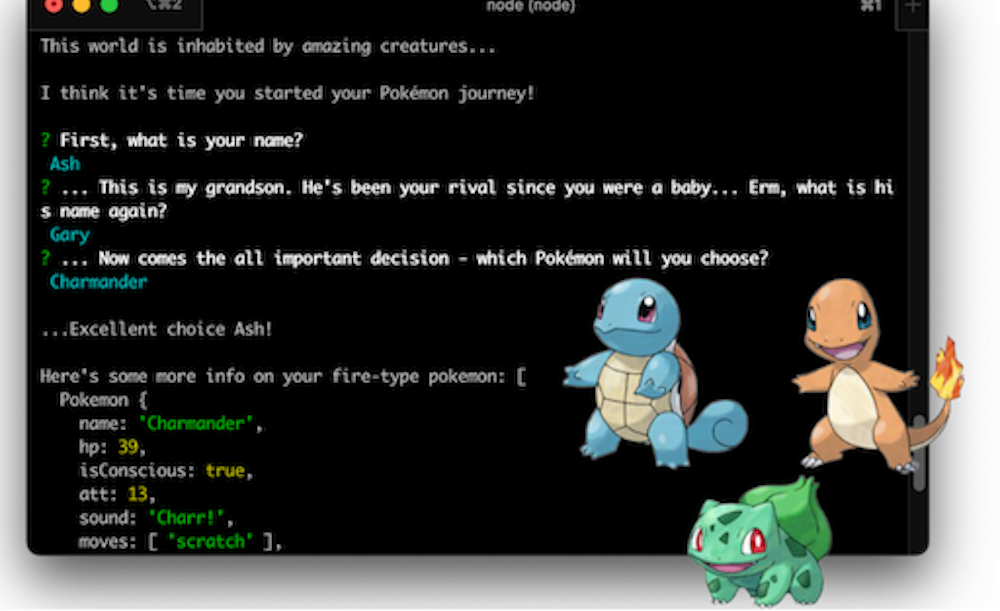 ⌥⌘2 node (node) ⌘1 +
This world is inhabited by amazing creatures...
I think it's time you started your Pokémon journey!
? First, what is your name?
Ash
? ... This is my grandson. He's been your rival since you were a baby... Erm, what is hi
s name again?
Gary
? ... Now comes the all important decision - which Pokémon will you choose?
Charmander
...Excellent choice Ash!
Here's some more info on your fire-type pokemon: [
Pokemon {
name: 'Charmander',
hp: 39,
isConscious: true,
att: 13,
sound: 'Charr!',
moves: [ 'scratch' ],